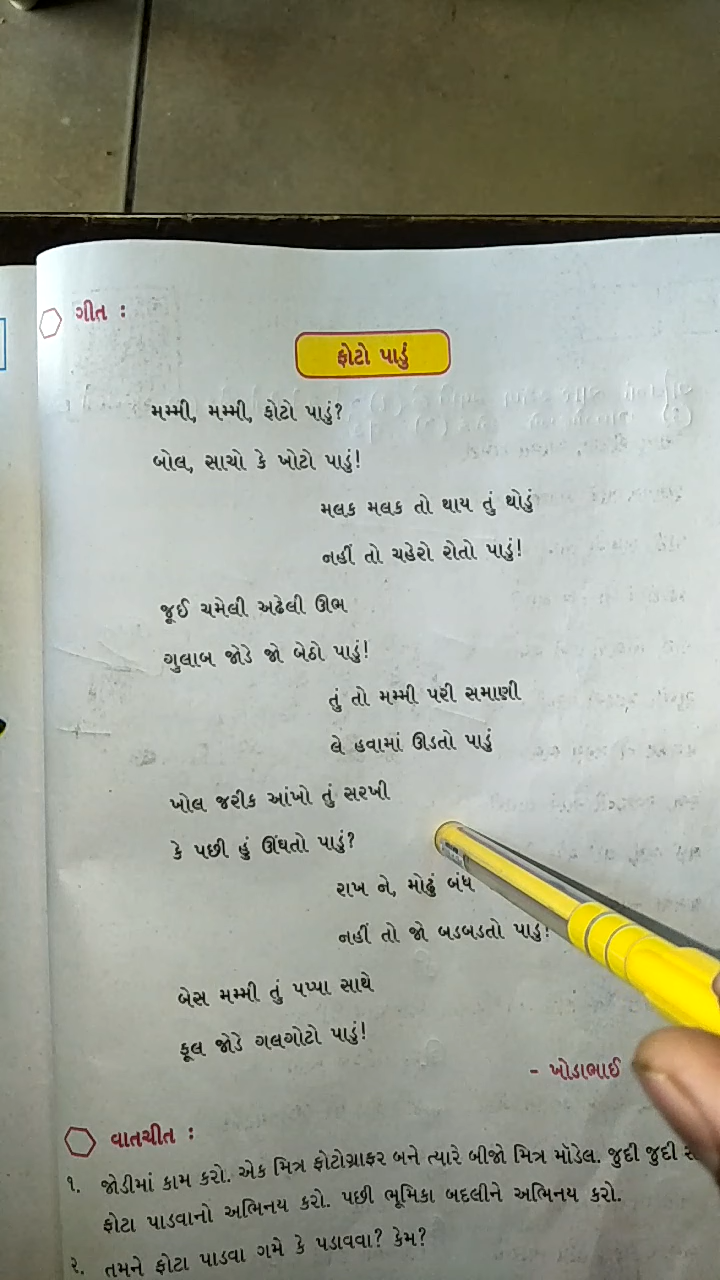 ગીત :
ફોટો પાડું
મમ્મી, મમ્મી, ફોટો પાડું?
બોલ, સાચો કે ખોટો પાડું!
મલક મલક તો થાય તું થોડું
નહીં તો ચહેરો રોતો પાડું!
જૂઈ ચમેલી અઢેલી ઊભ
ગુલાબ જોડે જો બેઠો પાડું!
તું તો મમ્મી પરી સમાણી
લે હવામાં ઊડતો પાડું
ખોલ જરીક આંખો તું સરખી
કે પછી હું ઊંઘતો પાડું?
રાખ ને, મોઢું બંધ
નહીં તો જો બડબડતો પાડું!
બેસ મમ્મી તું પપ્પા સાથે
ફૂલ જોડે ગલગોટો પાડું!
- ખોડાભાઈ
વાતચીત :
૧. જોડીમાં કામ કરો. એક મિત્ર ફોટોગ્રાફર બને ત્યારે બીજો મિત્ર મૉડેલ. જુદી જુદી
ફોટા પાડવાનો અભિનય કરો. પછી ભૂમિકા બદલીને અભિનય કરો.
૨. તમને ફોટા પાડવા ગમે કે પડાવવા? કેમ?